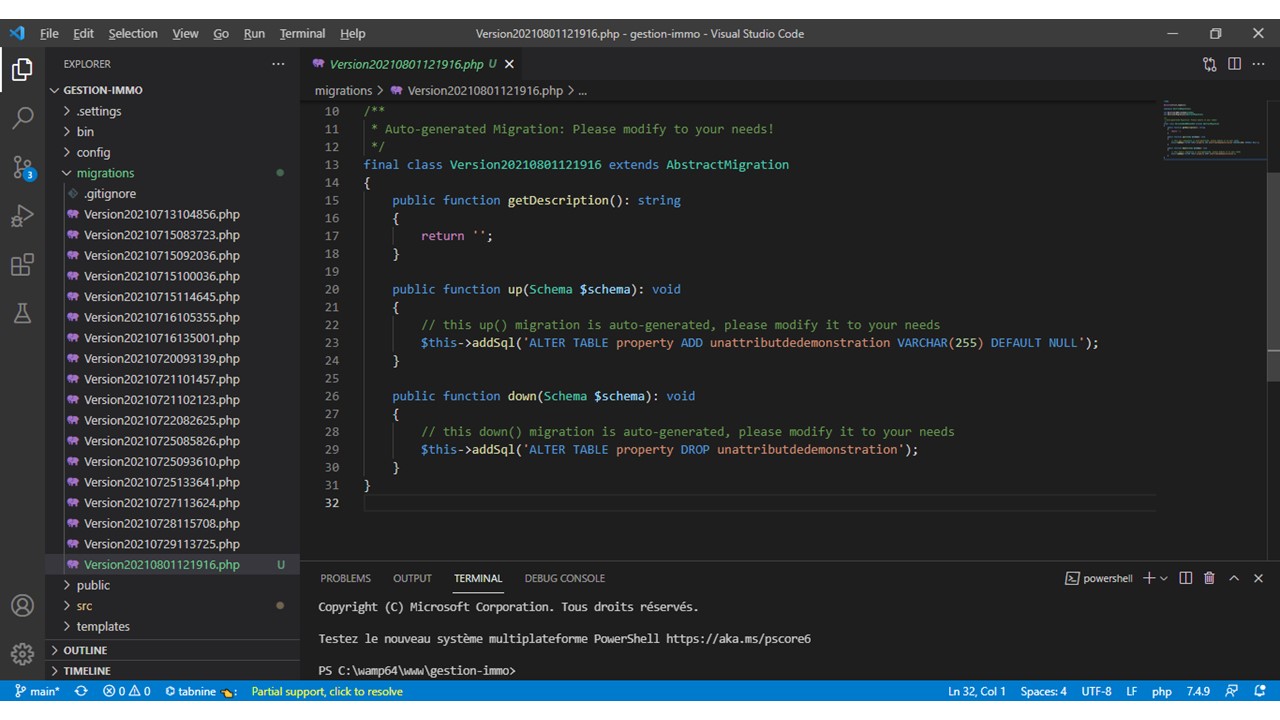 File Edit Selection View Go Run Terminal Help Version20210801121916.php - gestion-immo - Visual Studio Code
EXPLORER
GESTION-IMMO
.settings
bin
config
migrations
.gitignore
Version20210713104856.php
Version20210715083723.php
Version20210715092036.php
Version20210715100036.php
Version20210715114645.php
Version20210716105355.php
Version20210716135001.php
Version20210720093139.php
Version20210721101457.php
Version20210721102123.php
Version20210722082625.php
Version20210725085826.php
Version20210725093610.php
Version20210725133641.php
Version20210727113624.php
Version20210728115708.php
Version20210729113725.php
Version20210801121916.php U
public
src
templates
OUTLINE
TIMELINE
3
Version20210801121916.php U
migrations > Version20210801121916.php > ...
10 /**
11 * Auto-generated Migration: Please modify to your needs!
12 */
13 final class Version20210801121916 extends AbstractMigration
14 {
15 public function getDescription(): string
16 {
17 return '';
18 }
19
20 public function up(Schema $schema): void
21 {
22 // this up() migration is auto-generated, please modify it to your needs
23 $this->addSql('ALTER TABLE property ADD unattributdedemonstration VARCHAR(255) DEFAULT NULL');
24 }
25
26 public function down(Schema $schema): void
27 {
28 // this down() migration is auto-generated, please modify it to your needs
29 $this->addSql('ALTER TABLE property DROP unattributdedemonstration');
30 }
31 }
32
PROBLEMS OUTPUT TERMINAL DEBUG CONSOLE powershell
Copyright (C) Microsoft Corporation. Tous droits réservés.
Testez le nouveau système multiplateforme PowerShell https://aka.ms/pscore6
PS C:\wamp64\www\gestion-immo>
main* 0 0 tabnine : Partial support, click to resolve Ln 32, Col 1 Spaces: 4 UTF-8 LF php 7.4.9